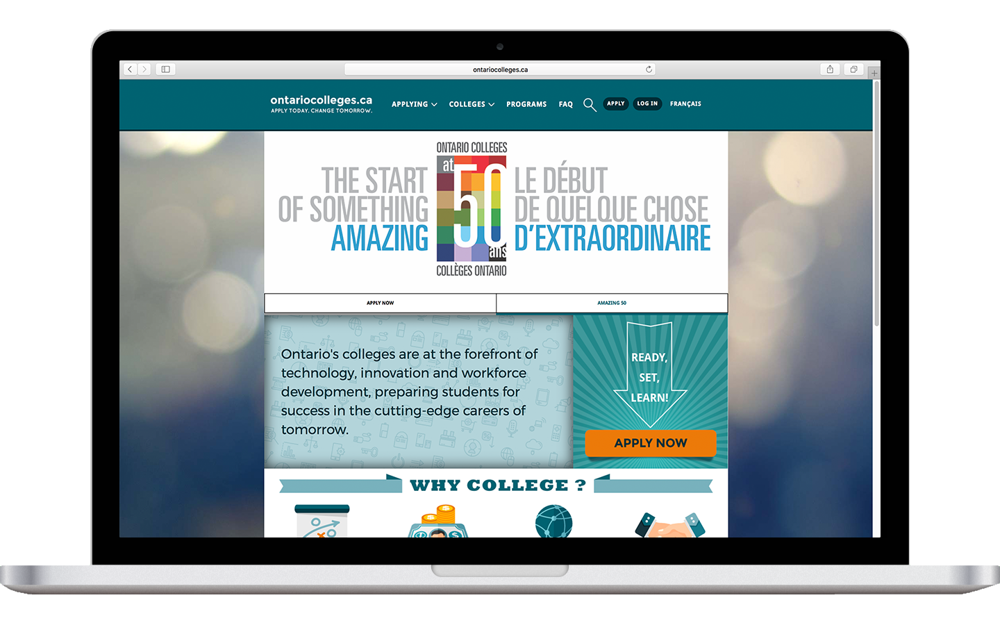 ontariocolleges.ca
ontariocolleges.ca
APPLY TODAY. CHANGE TOMORROW.
APPLYING COLLEGES PROGRAMS FAQ APPLY LOG IN FRANÇAIS
ONTARIO COLLEGES
at 50 ans
COLLÈGES ONTARIO
THE START
OF SOMETHING
AMAZING
LE DÉBUT
DE QUELQUE CHOSE
D'EXTRAORDINAIRE
APPLY NOW
AMAZING 50
Ontario's colleges are at the forefront of
technology, innovation and workforce
development, preparing students for
success in the cutting-edge careers of
tomorrow.
READY,
SET,
LEARN!
APPLY NOW
WHY COLLEGE ?